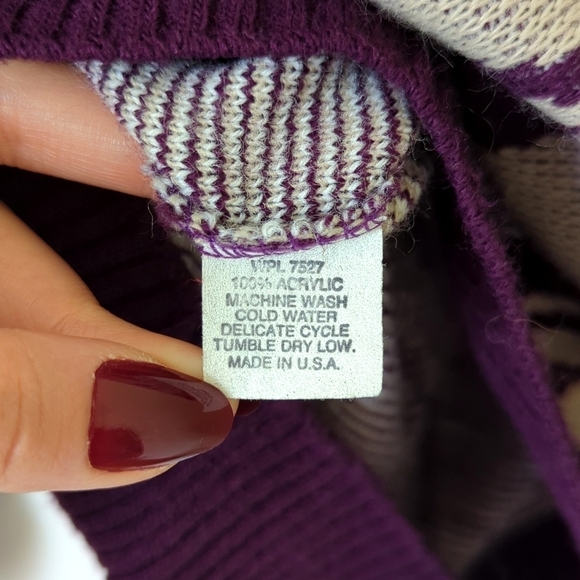 WPL 7527
100% ACRYLIC
MACHINE WASH
COLD WATER
DELICATE CYCLE
TUMBLE DRY LOW.
MADE IN U.S.A.